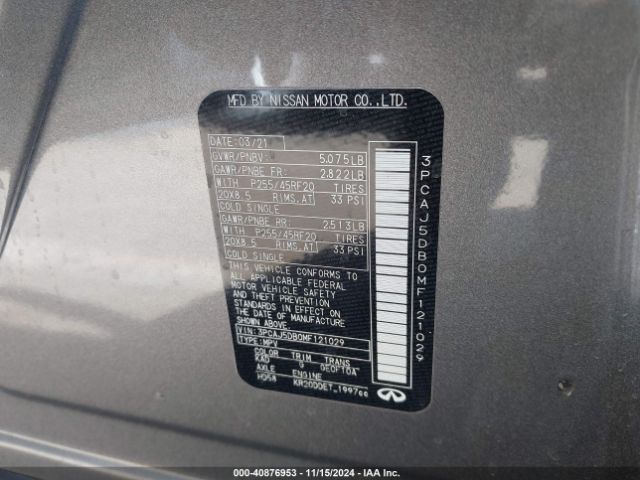 MFD BY NISSAN MOTOR CO.,LTD.
DATE: 03/21
GVWR/PNBV: 5,075LB
GAWR/PNBE FR: 2,822LB
WITH P255/45RF20 TIRES
20X8.5 RIMS,AT 33 PSI
COLD SINGLE
GAWR/PNBE RR: 2,513LB
WITH P255/45RF20 TIRES
20X8.5 RIMS,AT 33 PSI
COLD SINGLE
THIS VEHICLE CONFORMS TO
ALL APPLICABLE FEDERAL
MOTOR VEHICLE SAFETY
AND THEFT PREVENTION
STANDARDS IN EFFECT ON
THE DATE OF MANUFACTURE
SHOWN ABOVE.
VIN: 3PCAJ5DB0MF121029
TYPE: MPV
COLOR TRIM TRANS
KAD G GE0F10A
AXLE ENGINE
HQ58 KR20DDET 1997cc
3PCAJ5DB0MF121029
INFINITI
000-40876953 - 11/15/2024 - IAA Inc.